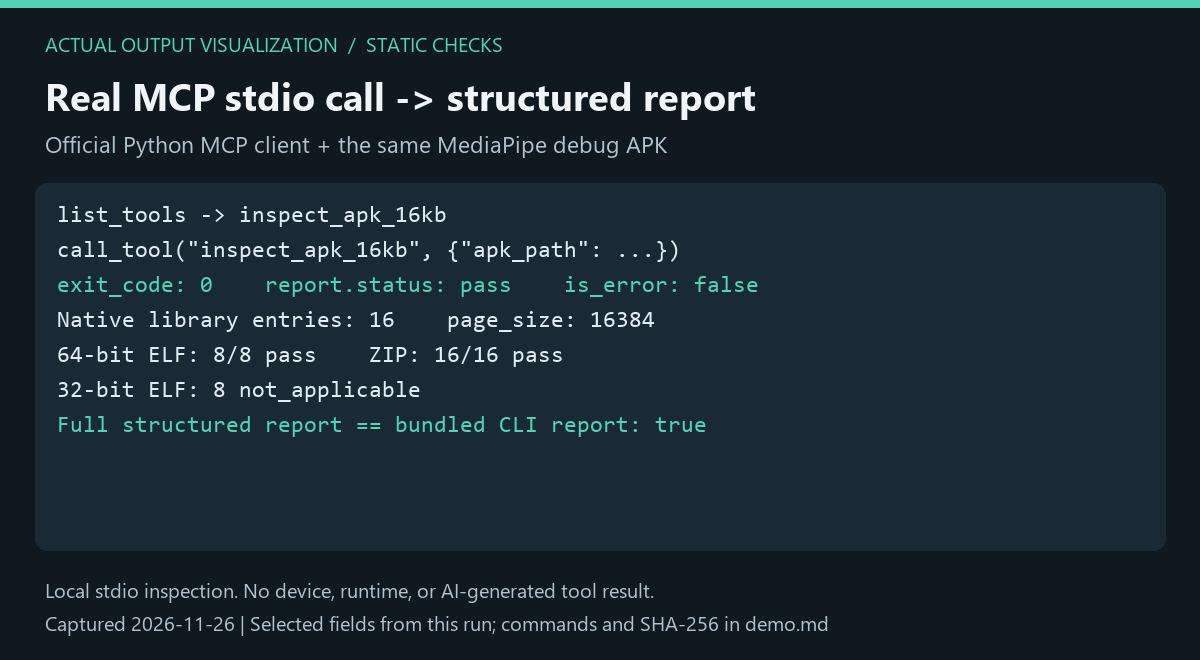 ACTUAL OUTPUT VISUALIZATION / STATIC CHECKS
Real MCP stdio call -> structured report
Official Python MCP client + the same MediaPipe debug APK
list_tools -> inspect_apk_16kb
call_tool("inspect_apk_16kb", {"apk_path": ...})
exit_code: 0    report.status: pass    is_error: false
Native library entries: 16    page_size: 16384
64-bit ELF: 8/8 pass    ZIP: 16/16 pass
32-bit ELF: 8 not_applicable
Full structured report == bundled CLI report: true
Local stdio inspection. No device, runtime, or AI-generated tool result.
Captured 2026-11-26 | Selected fields from this run; commands and SHA-256 in demo.md